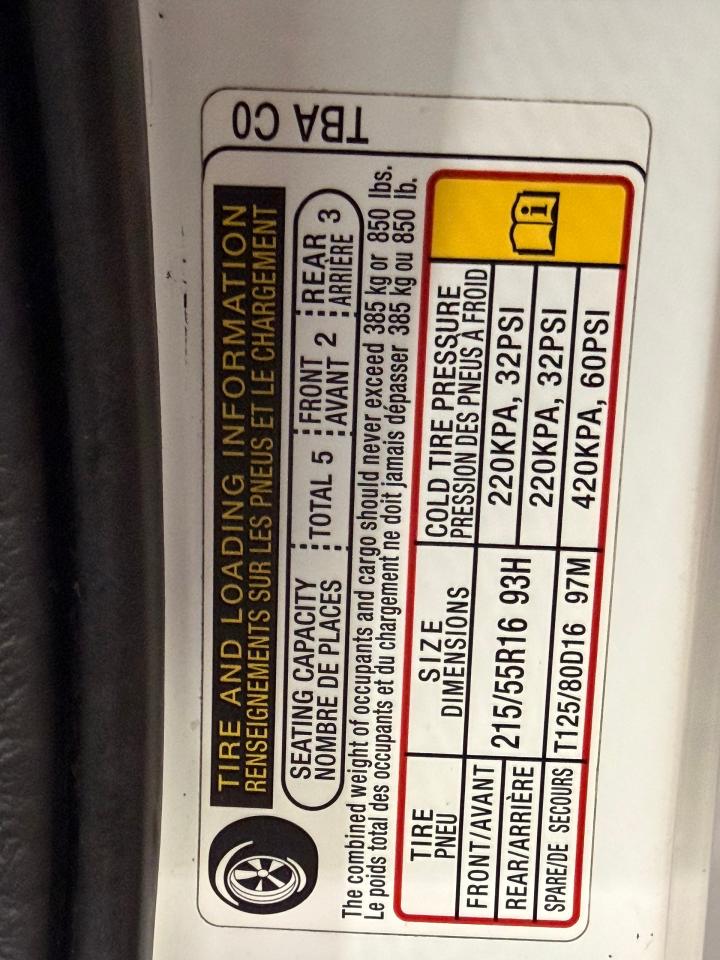 TBA C0
TIRE AND LOADING INFORMATION
RENSEIGNEMENTS SUR LES PNEUS ET LE CHARGEMENT
SEATING CAPACITY TOTAL 5 FRONT 2 REAR 3
NOMBRE DE PLACES AVANT ARRIÈRE
The combined weight of occupants and cargo should never exceed 385 kg or 850 lbs.
Le poids total des occupants et du chargement ne doit jamais dépasser 385 kg ou 850 lb.
TIRE SIZE COLD TIRE PRESSURE
PNEU DIMENSIONS PRESSION DES PNEUS À FROID
FRONT/AVANT 215/55R16 93H 220KPA, 32PSI
REAR/ARRIÈRE 220KPA, 32PSI
SPARE/DE SECOURS T125/80D16 97M 420KPA, 60PSI